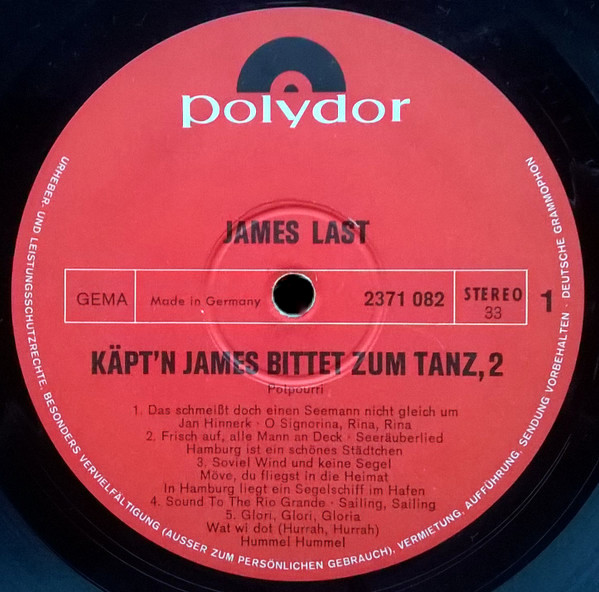 polydor
JAMES LAST
GEMA
Made in Germany
2371 082
STEREO
33
1
KÄPT'N JAMES BITTET ZUM TANZ, 2
Potpourri
1. Das schmeißt doch einen Seemann nicht gleich um
Jan Hinnerk · O Signorina, Rina, Rina
2. Frisch auf, alle Mann an Deck · Seeräuberlied
Hamburg ist ein schönes Städtchen
3. Soviel Wind und keine Segel
Möve, du fliegst in die Heimat
In Hamburg liegt ein Segelschiff im Hafen
4. Sound To The Rio Grande · Sailing, Sailing
5. Glori, Glori, Gloria
Wat wi dot (Hurrah, Hurrah)
Hummel Hummel
URHEBER- UND LEISTUNGSSCHUTZRECHTE, BESONDERS VERVIELFÄLTIGUNG (AUSSER ZUM PERSÖNLICHEN GEBRAUCH), VERMIETUNG, AUFFÜHRUNG, SENDUNG VORBEHALTEN · DEUTSCHE GRAMMOPHON